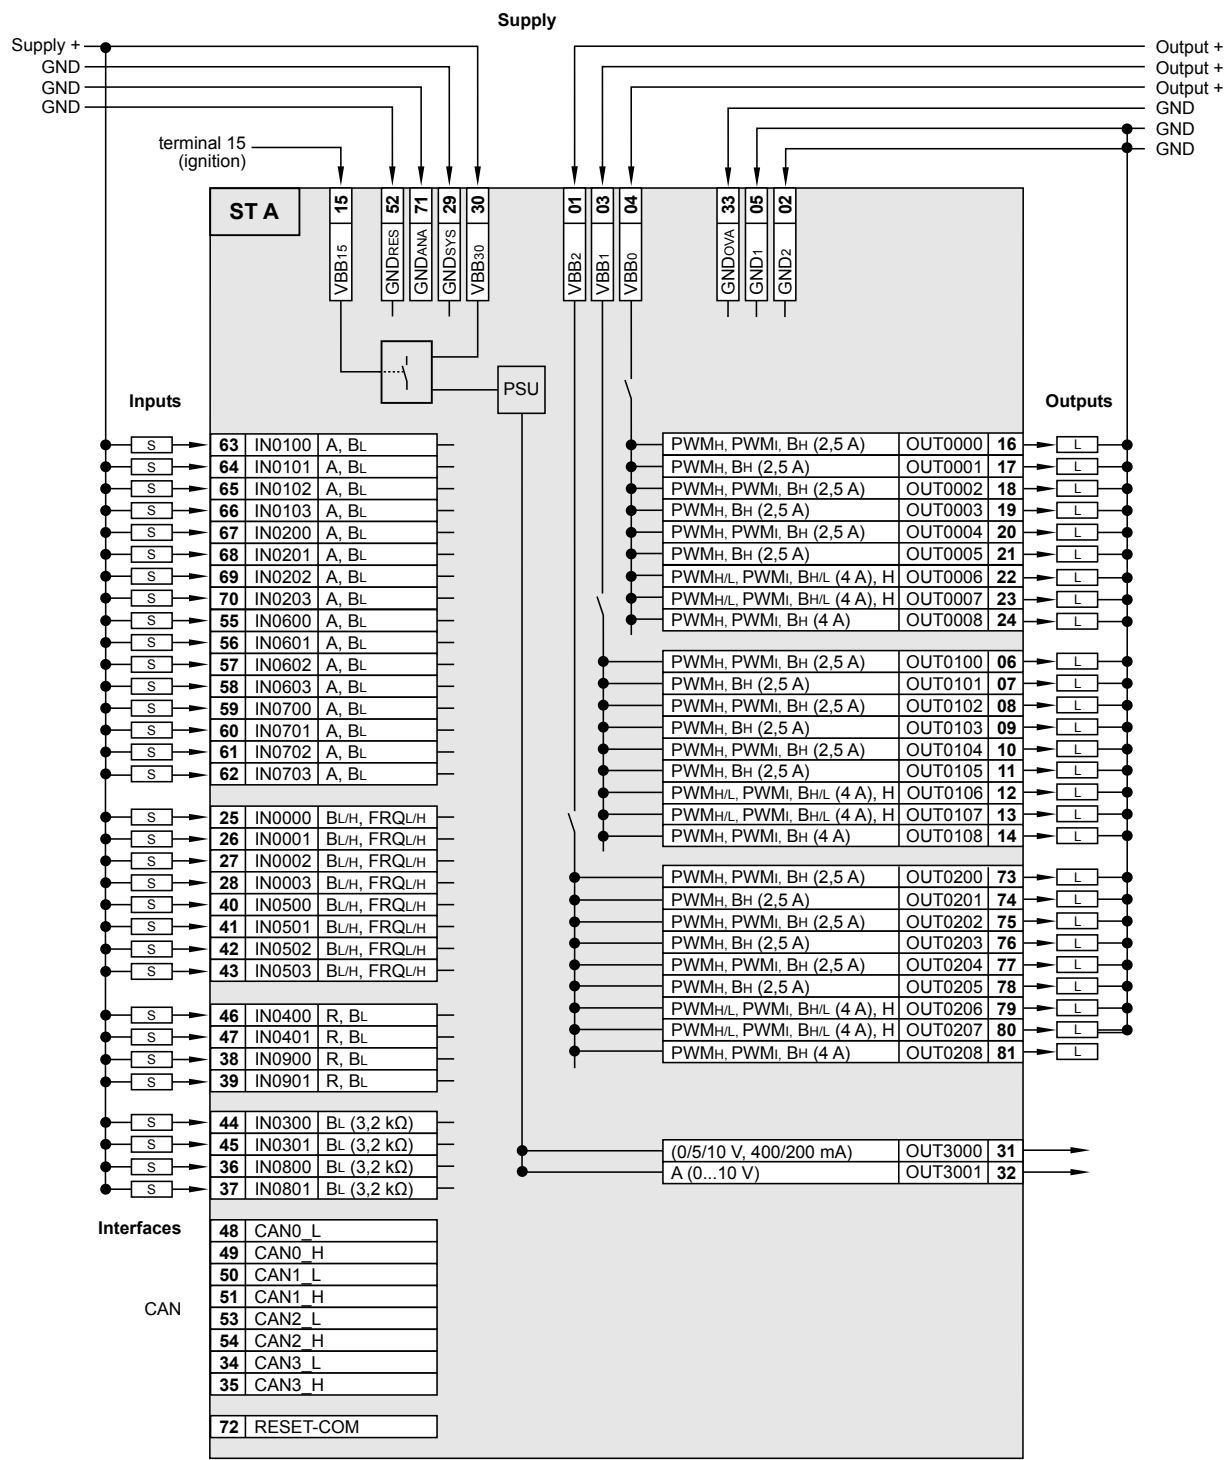 Supply
Supply +
GND
GND
GND
Output +
Output +
Output +
GND
GND
GND
terminal 15
(ignition)
ST A
15 VBB15
52 GNDRES
71 GNDANA
29 GNDSYS
30 VBB30
01 VBB2
03 VBB1
04 VBB0
33 GNDOVA
05 GND1
02 GND2
PSU
Inputs
S 63 IN0100 A, BL
S 64 IN0101 A, BL
S 65 IN0102 A, BL
S 66 IN0103 A, BL
S 67 IN0200 A, BL
S 68 IN0201 A, BL
S 69 IN0202 A, BL
S 70 IN0203 A, BL
S 55 IN0600 A, BL
S 56 IN0601 A, BL
S 57 IN0602 A, BL
S 58 IN0603 A, BL
S 59 IN0700 A, BL
S 60 IN0701 A, BL
S 61 IN0702 A, BL
S 62 IN0703 A, BL
S 25 IN0000 BL/H, FRQL/H
S 26 IN0001 BL/H, FRQL/H
S 27 IN0002 BL/H, FRQL/H
S 28 IN0003 BL/H, FRQL/H
S 40 IN0500 BL/H, FRQL/H
S 41 IN0501 BL/H, FRQL/H
S 42 IN0502 BL/H, FRQL/H
S 43 IN0503 BL/H, FRQL/H
S 46 IN0400 R, BL
S 47 IN0401 R, BL
S 38 IN0900 R, BL
S 39 IN0901 R, BL
S 44 IN0300 BL (3,2 kΩ)
S 45 IN0301 BL (3,2 kΩ)
S 36 IN0800 BL (3,2 kΩ)
S 37 IN0801 BL (3,2 kΩ)
Interfaces
CAN
48 CAN0_L
49 CAN0_H
50 CAN1_L
51 CAN1_H
53 CAN2_L
54 CAN2_H
34 CAN3_L
35 CAN3_H
72 RESET-COM
Outputs
PWMH, PWMI, BH (2,5 A) OUT0000 16 L
PWMH, BH (2,5 A) OUT0001 17 L
PWMH, PWMI, BH (2,5 A) OUT0002 18 L
PWMH, BH (2,5 A) OUT0003 19 L
PWMH, PWMI, BH (2,5 A) OUT0004 20 L
PWMH, BH (2,5 A) OUT0005 21 L
PWMH/L, PWMI, BH/L (4 A), H OUT0006 22 L
PWMH/L, PWMI, BH/L (4 A), H OUT0007 23 L
PWMH, PWMI, BH (4 A) OUT0008 24 L
PWMH, PWMI, BH (2,5 A) OUT0100 06 L
PWMH, BH (2,5 A) OUT0101 07 L
PWMH, PWMI, BH (2,5 A) OUT0102 08 L
PWMH, BH (2,5 A) OUT0103 09 L
PWMH, PWMI, BH (2,5 A) OUT0104 10 L
PWMH, BH (2,5 A) OUT0105 11 L
PWMH/L, PWMI, BH/L (4 A), H OUT0106 12 L
PWMH/L, PWMI, BH/L (4 A), H OUT0107 13 L
PWMH, PWMI, BH (4 A) OUT0108 14 L
PWMH, PWMI, BH (2,5 A) OUT0200 73 L
PWMH, BH (2,5 A) OUT0201 74 L
PWMH, PWMI, BH (2,5 A) OUT0202 75 L
PWMH, BH (2,5 A) OUT0203 76 L
PWMH, PWMI, BH (2,5 A) OUT0204 77 L
PWMH, BH (2,5 A) OUT0205 78 L
PWMH/L, PWMI, BH/L (4 A), H OUT0206 79 L
PWMH/L, PWMI, BH/L (4 A), H OUT0207 80 L
PWMH, PWMI, BH (4 A) OUT0208 81 L
(0/5/10 V, 400/200 mA) OUT3000 31
A (0...10 V) OUT3001 32